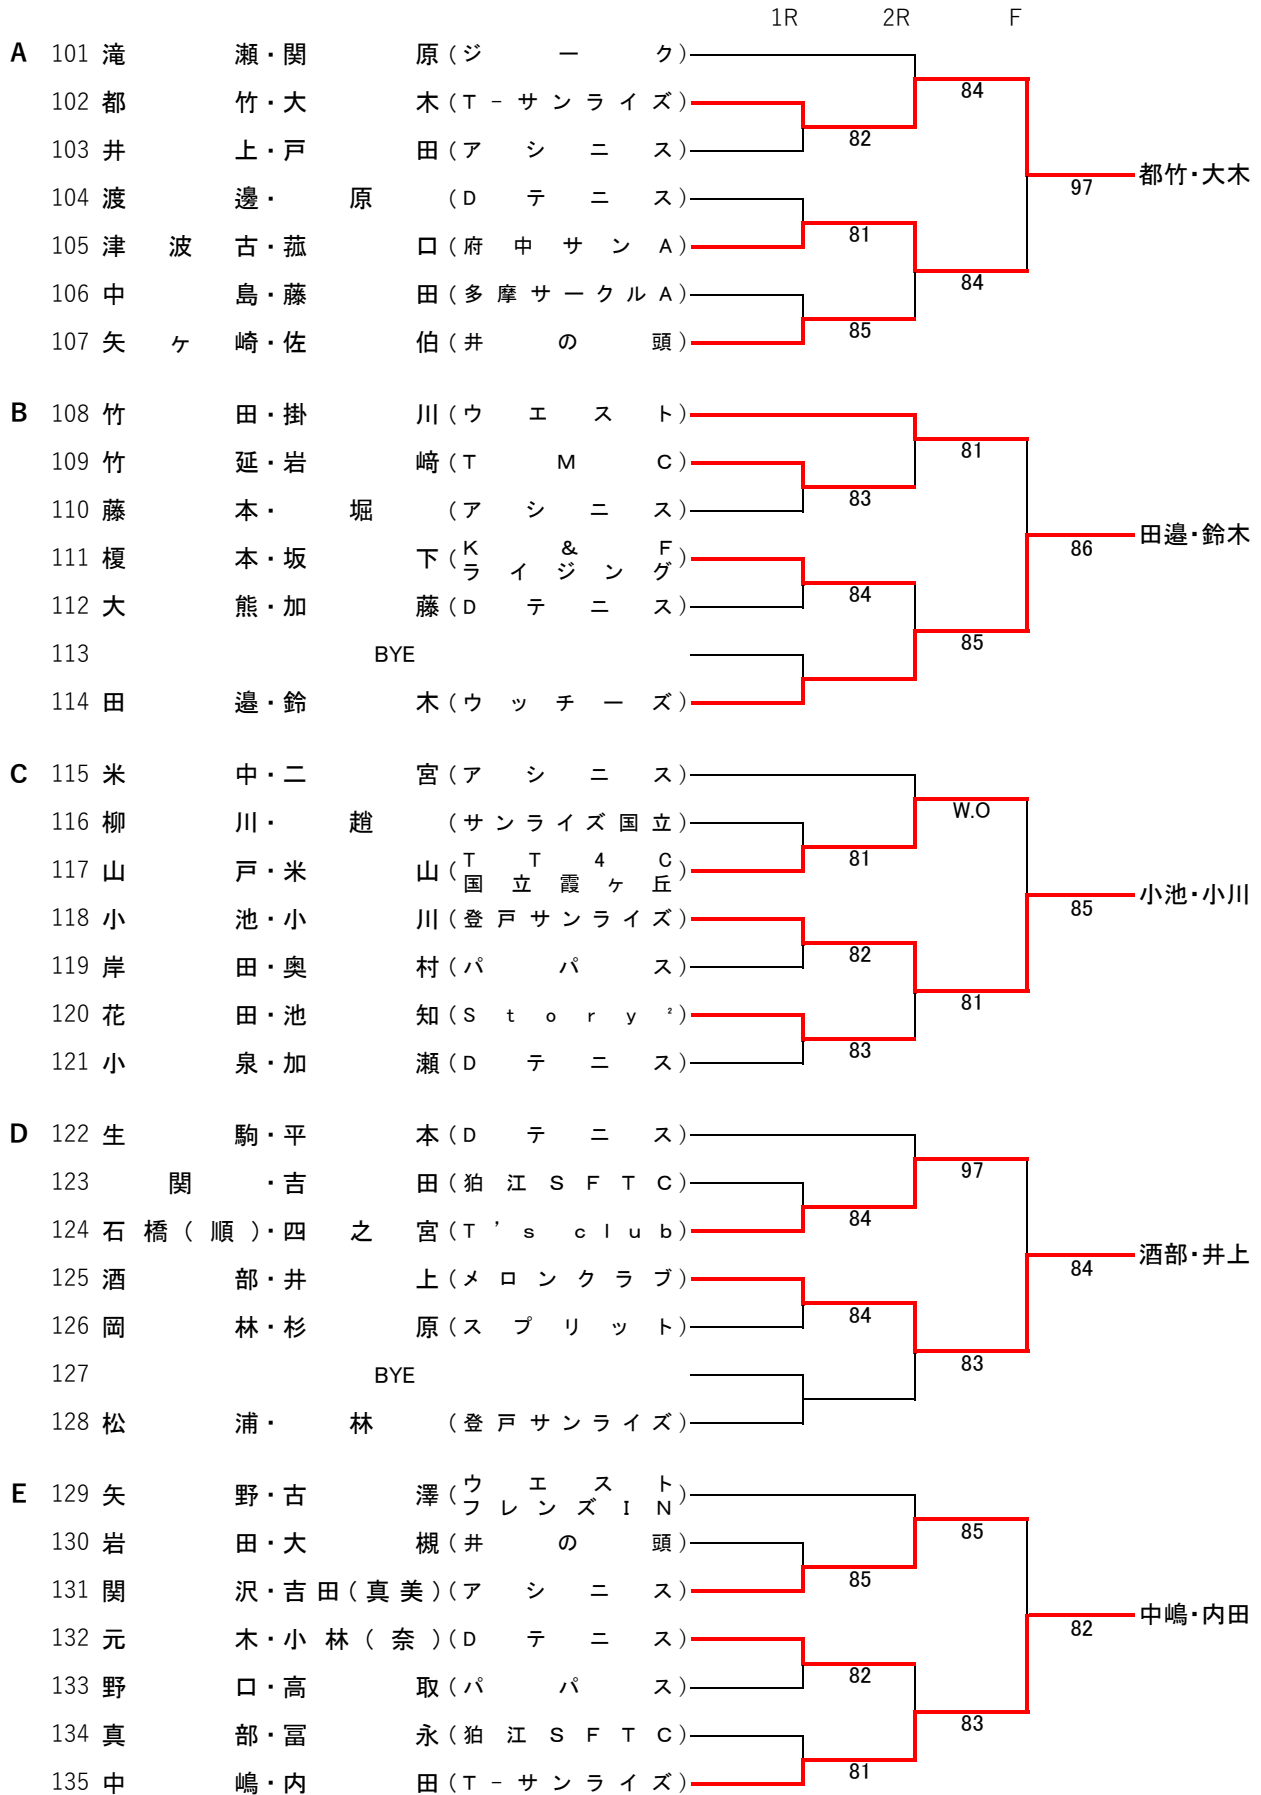 1R 2R F
A 101 滝瀬・関原(ジーク)
84
102 都竹・大木(T-サンライズ)
82
103 井上・戸田(アシニス)
97 都竹・大木
104 渡邊・原(Dテニス)
81
105 津波古・菰口(府中サンA)
84
106 中島・藤田(多摩サークルA)
85
107 矢ヶ崎・佐伯(井の頭)
B 108 竹田・掛川(ウエスト)
81
109 竹延・岩﨑(TMC)
83
110 藤本・堀(アシニス)
86 田邉・鈴木
111 榎本・坂下(K&Fライジング)
84
112 大熊・加藤(Dテニス)
85
113 BYE
114 田邉・鈴木(ウッチーズ)
C 115 米中・二宮(アシニス)
W.O
116 柳川・趙(サンライズ国立)
81
117 山戸・米山(TT4C国立霞ヶ丘)
85 小池・小川
118 小池・小川(登戸サンライズ)
82
119 岸田・奥村(パパス)
81
120 花田・池知(Story²)
83
121 小泉・加瀬(Dテニス)
D 122 生駒・平本(Dテニス)
97
123 関・吉田(狛江SFTC)
84
124 石橋(順)・四之宮(T's club)
84 酒部・井上
125 酒部・井上(メロンクラブ)
84
126 岡林・杉原(スプリット)
83
127 BYE
128 松浦・林(登戸サンライズ)
E 129 矢野・古澤(ウエストフレンズIN)
85
130 岩田・大槻(井の頭)
85
131 関沢・吉田(真美)(アシニス)
82 中嶋・内田
132 元木・小林(奈)(Dテニス)
82
133 野口・高取(パパス)
83
134 真部・冨永(狛江SFTC)
81
135 中嶋・内田(T-サンライズ)